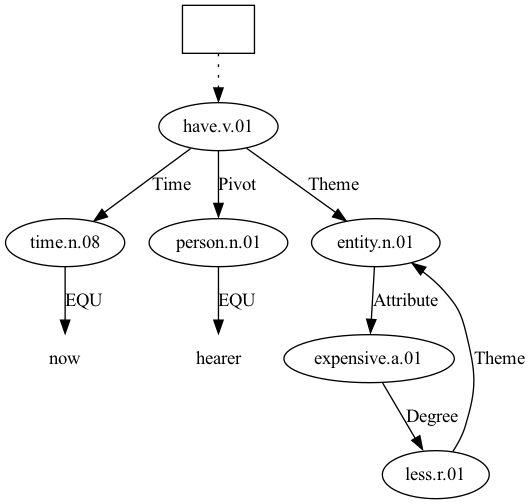 have.v.01
Time Pivot Theme
time.n.08 person.n.01 entity.n.01
EQU EQU Attribute
now hearer expensive.a.01 Theme
Degree
less.r.01